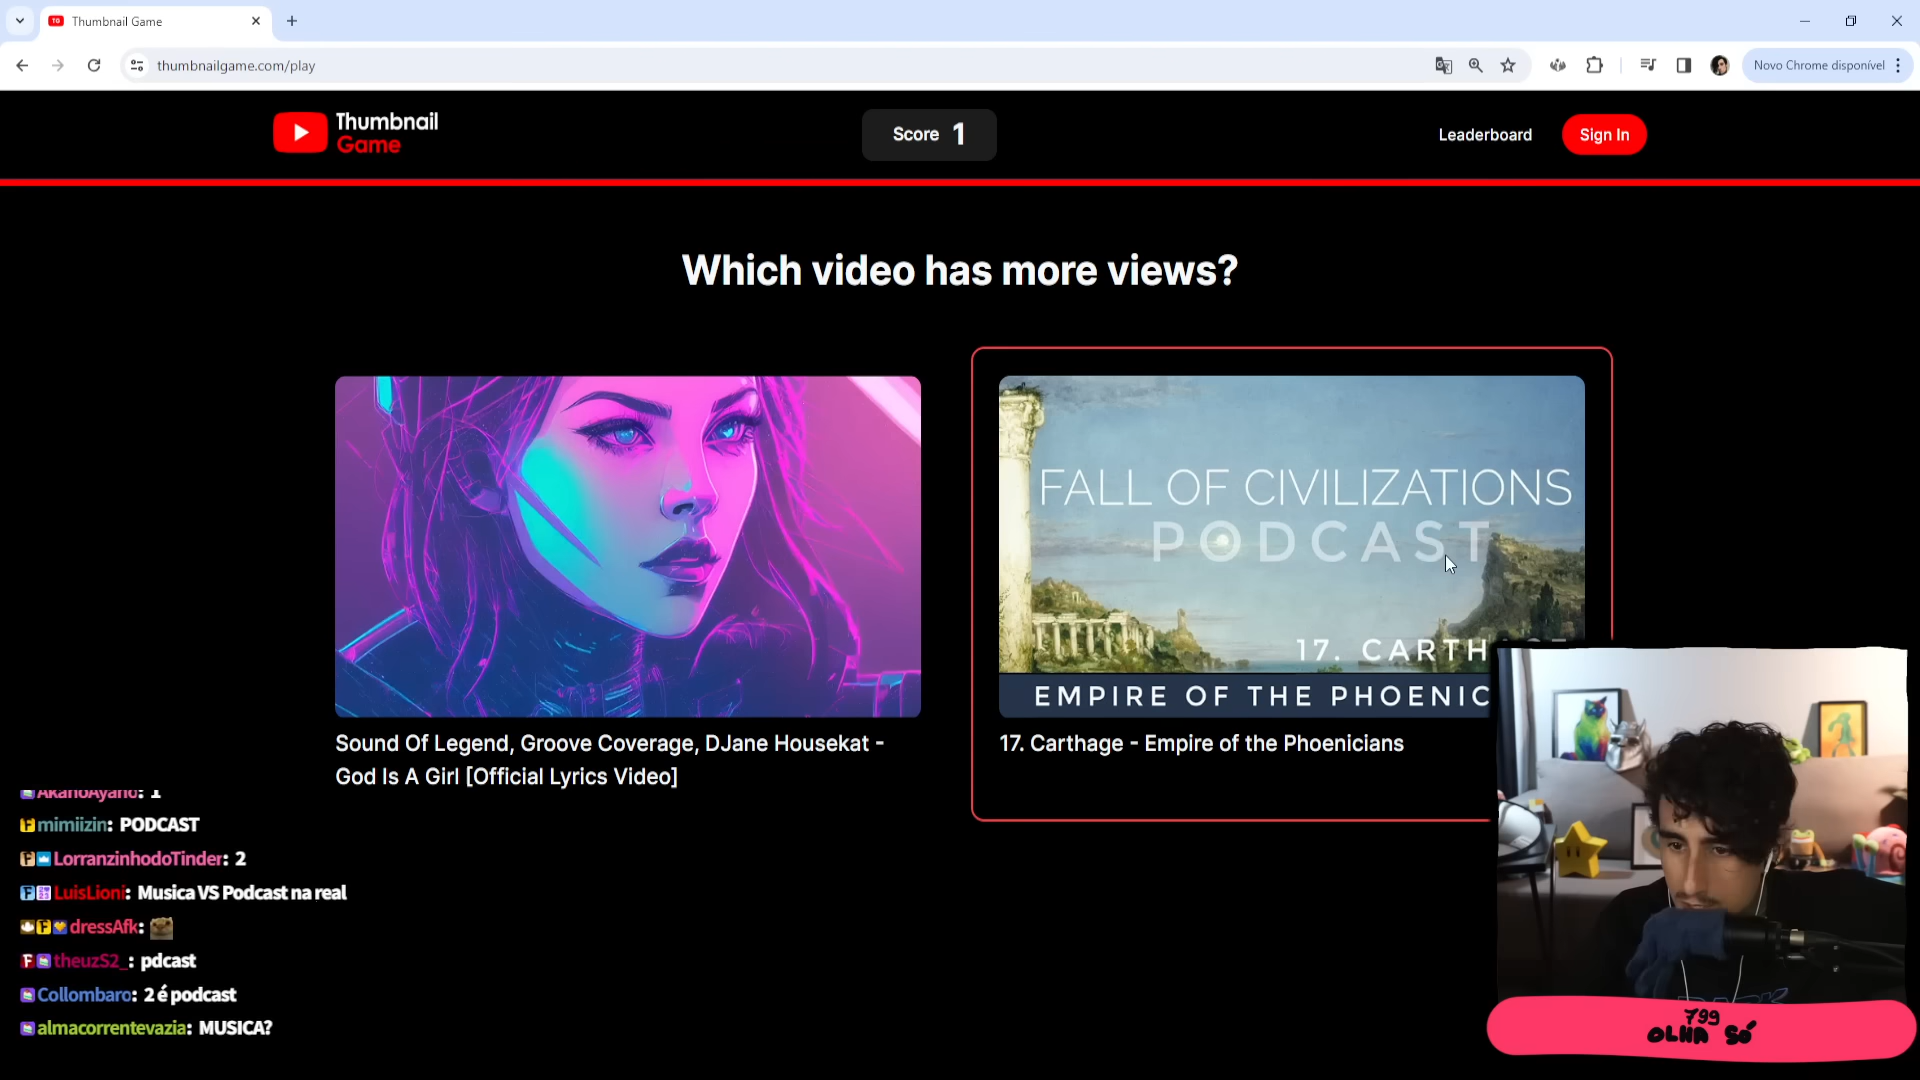 Thumbnail Game
thumbnailgame.com/play
Novo Chrome disponível
Thumbnail
Game
Score 1
Leaderboard
Sign In
Which video has more views?
FALL OF CIVILIZATIONS
PODCAST
17. CARTH
EMPIRE OF THE PHOENIC
Sound Of Legend, Groove Coverage, DJane Housekat -
God Is A Girl [Official Lyrics Video]
17. Carthage - Empire of the Phoenicians
AkanoAyano: 1
mimiizin: PODCAST
LorranzinhodoTinder: 2
LuisLioni: Musica VS Podcast na real
dressAfk:
theuzS2_: pdcast
Collombaro: 2 é podcast
almacorrentevazia: MUSICA?
799
OLHA SÓ